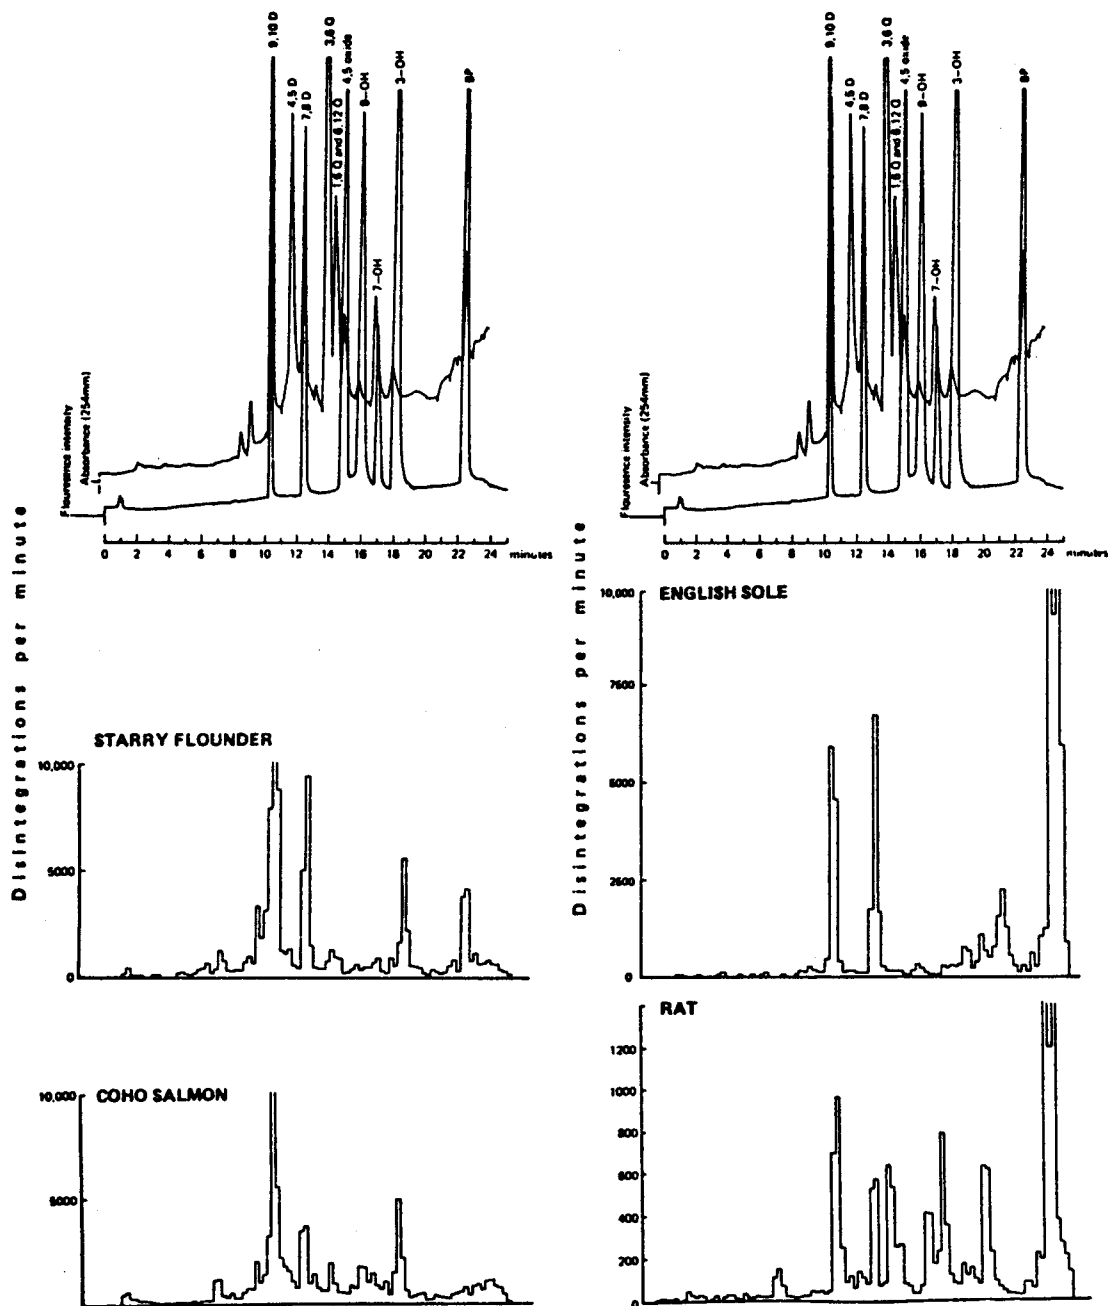 9,10 D
4,5 D
7,8 D
3,6 Q
1,6 Q and 6,12 Q
4,5 oxide
9-OH
7-OH
3-OH
BP
Flouresence intensity
Absorbance (254mm)
0 2 4 6 8 10 12 14 16 18 20 22 24 minutes
9,10 D
4,5 D
7,8 D
3,6 Q
1,6 Q and 6,12 Q
4,5 oxide
9-OH
7-OH
3-OH
BP
Flouresence intensity
Absorbance (254mm)
0 2 4 6 8 10 12 14 16 18 20 22 24 minutes
Disintegrations per minute
STARRY FLOUNDER
10,000
5000
0
COHO SALMON
10,000
5000
Disintegrations per minute
ENGLISH SOLE
10,000
7500
5000
2500
0
RAT
1200
1000
800
600
400
200
0